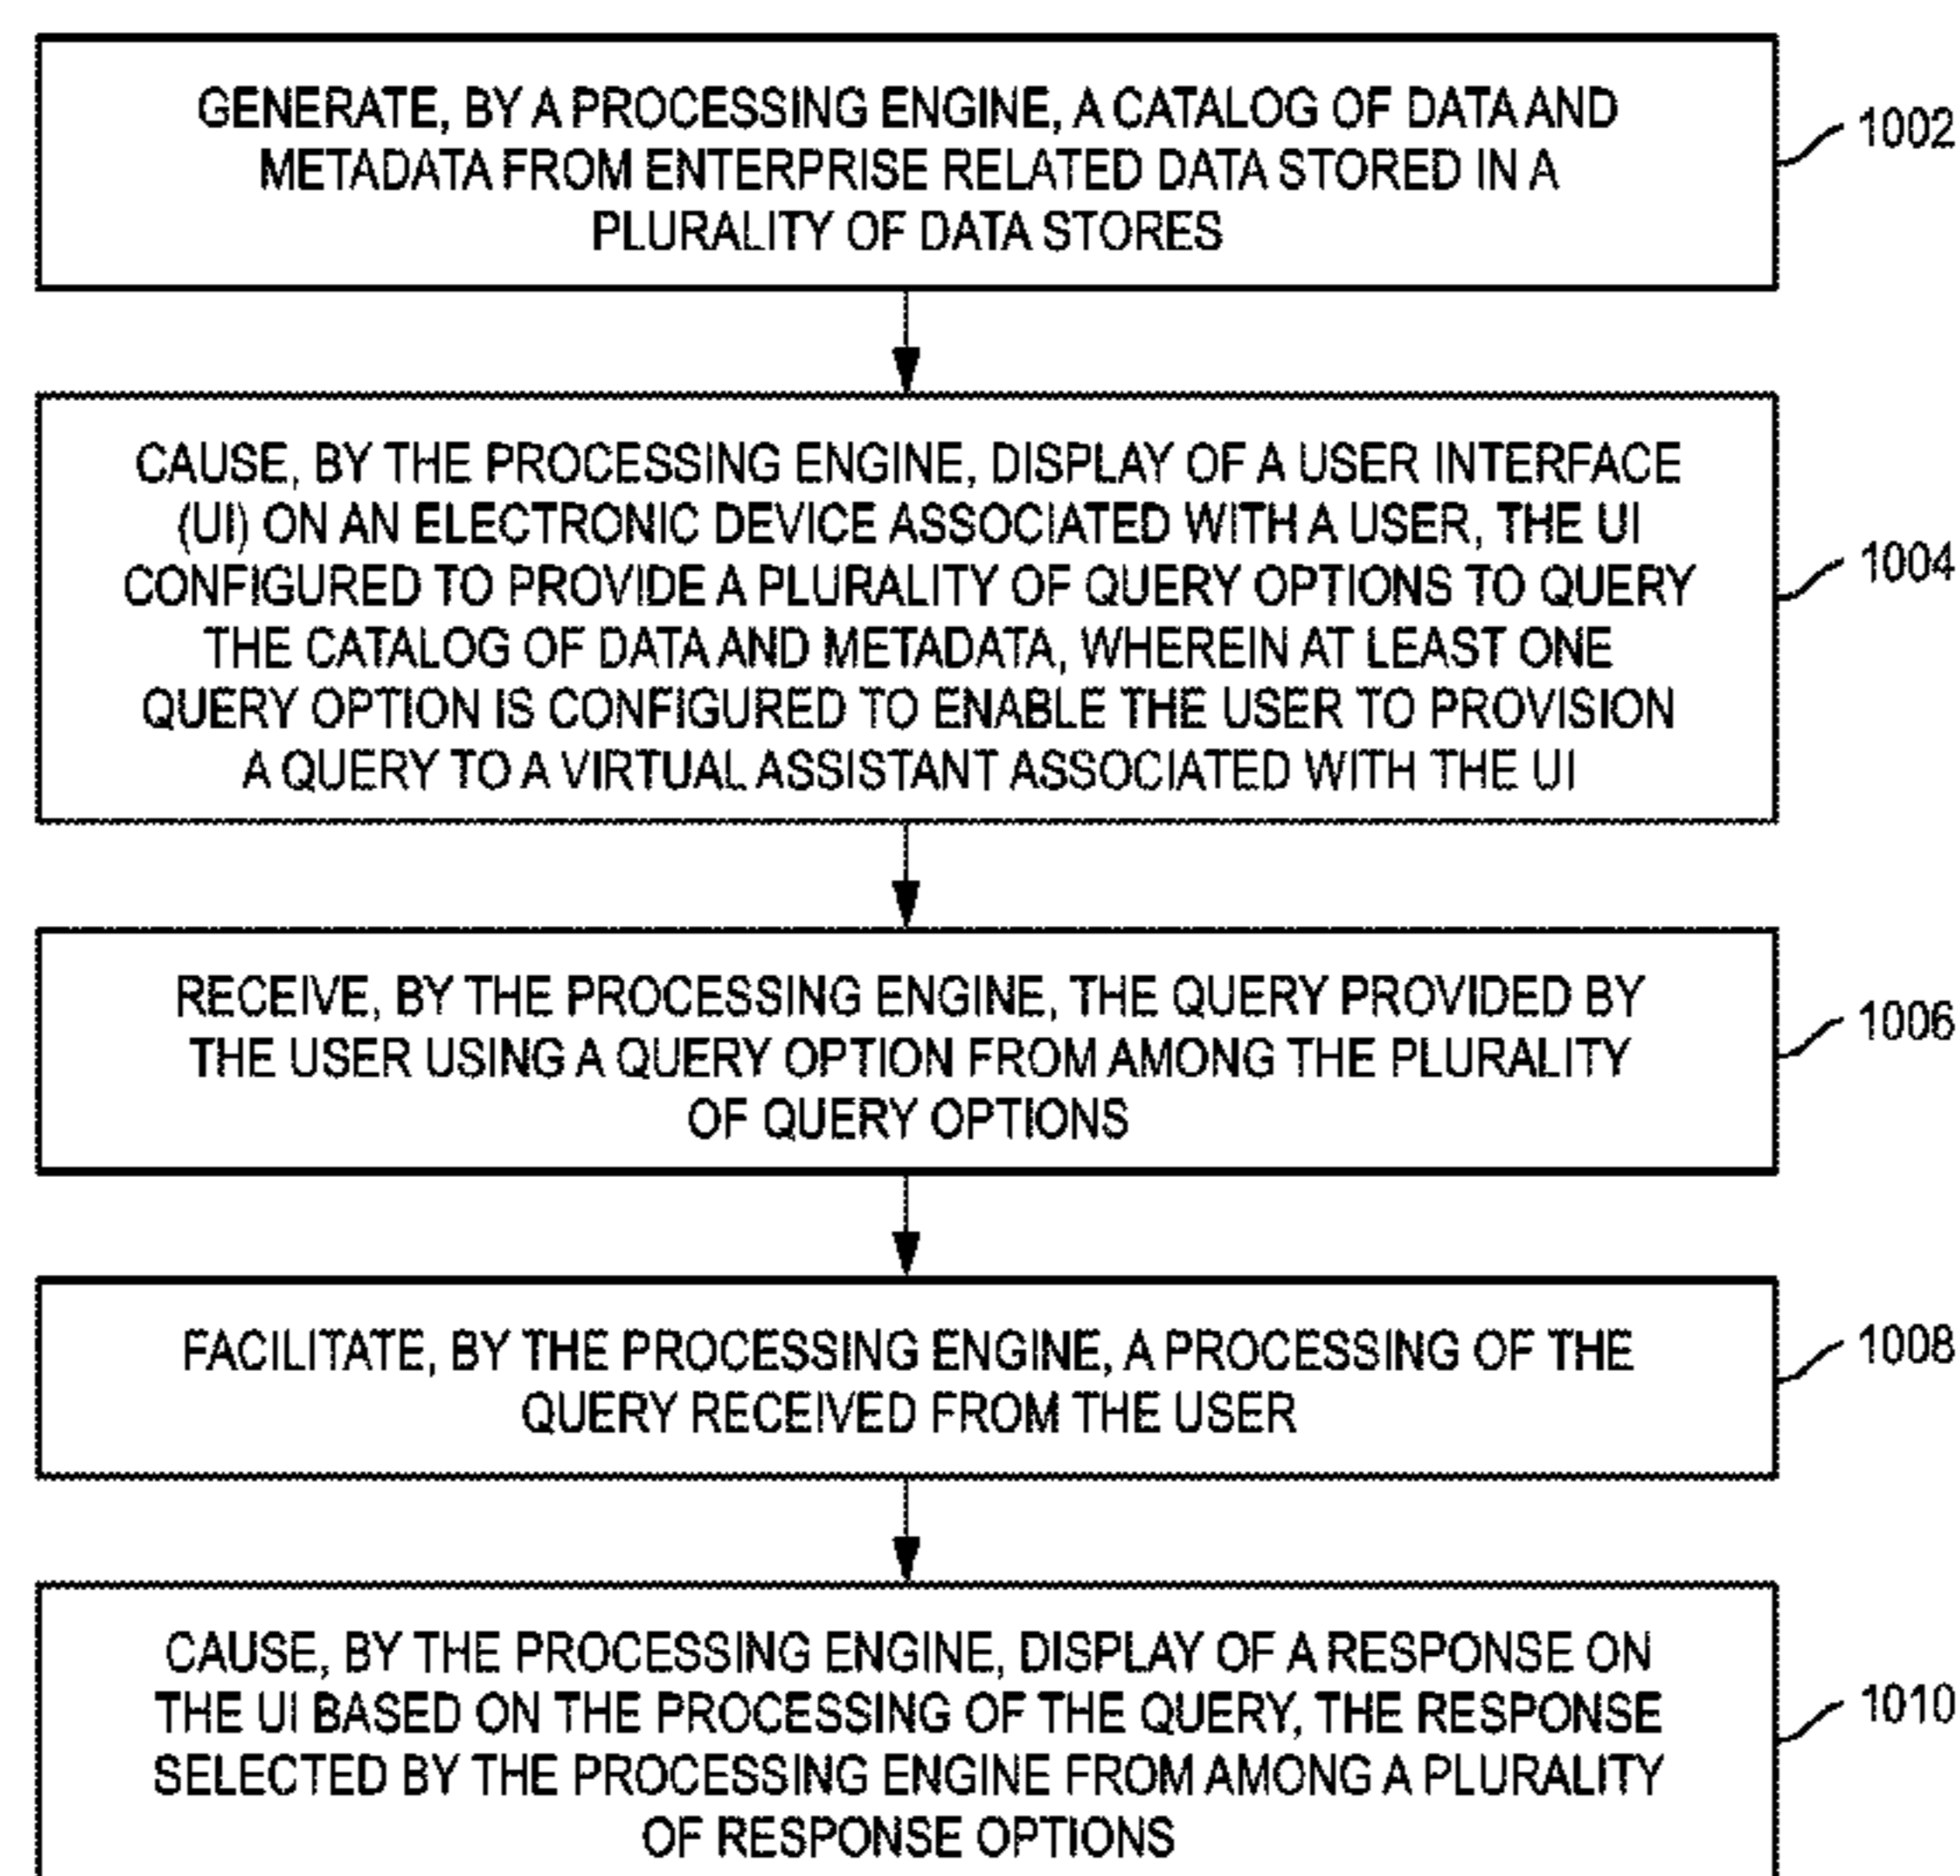 GENERATE, BY A PROCESSING ENGINE, A CATALOG OF DATA AND
METADATA FROM ENTERPRISE RELATED DATA STORED IN A
PLURALITY OF DATA STORES
1002
CAUSE, BY THE PROCESSING ENGINE, DISPLAY OF A USER INTERFACE
(UI) ON AN ELECTRONIC DEVICE ASSOCIATED WITH A USER, THE UI
CONFIGURED TO PROVIDE A PLURALITY OF QUERY OPTIONS TO QUERY
THE CATALOG OF DATA AND METADATA, WHEREIN AT LEAST ONE
QUERY OPTION IS CONFIGURED TO ENABLE THE USER TO PROVISION
A QUERY TO A VIRTUAL ASSISTANT ASSOCIATED WITH THE UI
1004
RECEIVE, BY THE PROCESSING ENGINE, THE QUERY PROVIDED BY
THE USER USING A QUERY OPTION FROM AMONG THE PLURALITY
OF QUERY OPTIONS
1006
FACILITATE, BY THE PROCESSING ENGINE, A PROCESSING OF THE
QUERY RECEIVED FROM THE USER
1008
CAUSE, BY THE PROCESSING ENGINE, DISPLAY OF A RESPONSE ON
THE UI BASED ON THE PROCESSING OF THE QUERY, THE RESPONSE
SELECTED BY THE PROCESSING ENGINE FROM AMONG A PLURALITY
OF RESPONSE OPTIONS
1010